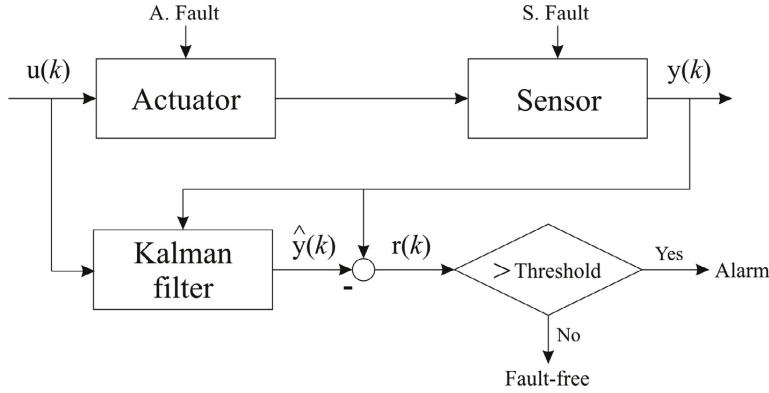 A. Fault
S. Fault
u(k)
y(k)
Actuator
Sensor
Kalman
filter
ŷ(k)
r(k)
-
> Threshold
Yes
Alarm
No
Fault-free